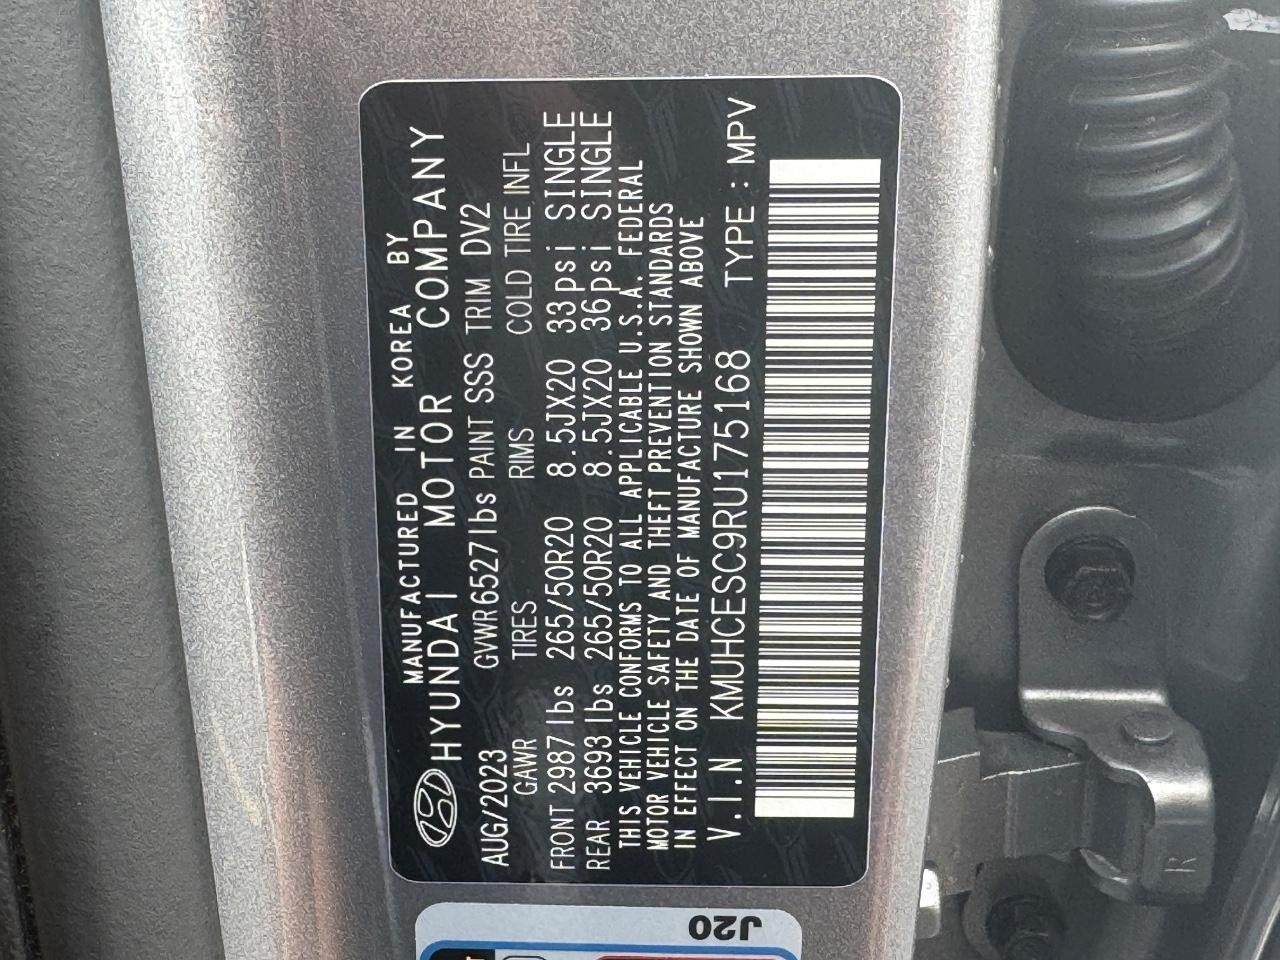 MANUFACTURED IN KOREA BY
HYUNDAI MOTOR COMPANY
AUG/2023 GVWR6527lbs PAINT SSS TRIM DV2
GAWR TIRES RIMS COLD TIRE INFL
FRONT 2987lbs 265/50R20 8.5JX20 33psi SINGLE
REAR 3693lbs 265/50R20 8.5JX20 36psi SINGLE
THIS VEHICLE CONFORMS TO ALL APPLICABLE U.S.A. FEDERAL
MOTOR VEHICLE SAFETY AND THEFT PREVENTION STANDARDS
IN EFFECT ON THE DATE OF MANUFACTURE SHOWN ABOVE
V.I.N KMUHCESC9RU175168 TYPE : MPV
J20
R